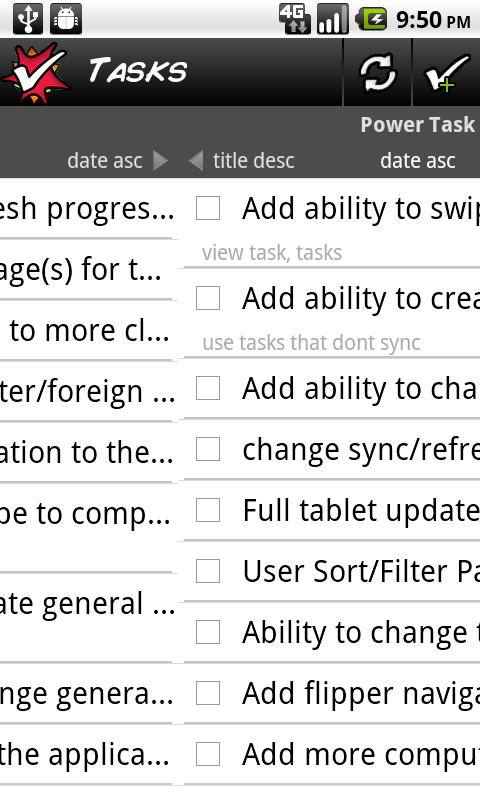 4G 9:50 PM
TASKS
Power Task
date asc title desc date asc
esh progres... Add ability to swip
view task, tasks
age(s) for t... Add ability to crea
use tasks that dont sync
to more cl...
ter/foreign ... Add ability to cha
ation to the... change sync/refre
be to comp... Full tablet update
User Sort/Filter Pa
ate general ... Ability to change t
nge genera... Add flipper naviga
the applica... Add more comput